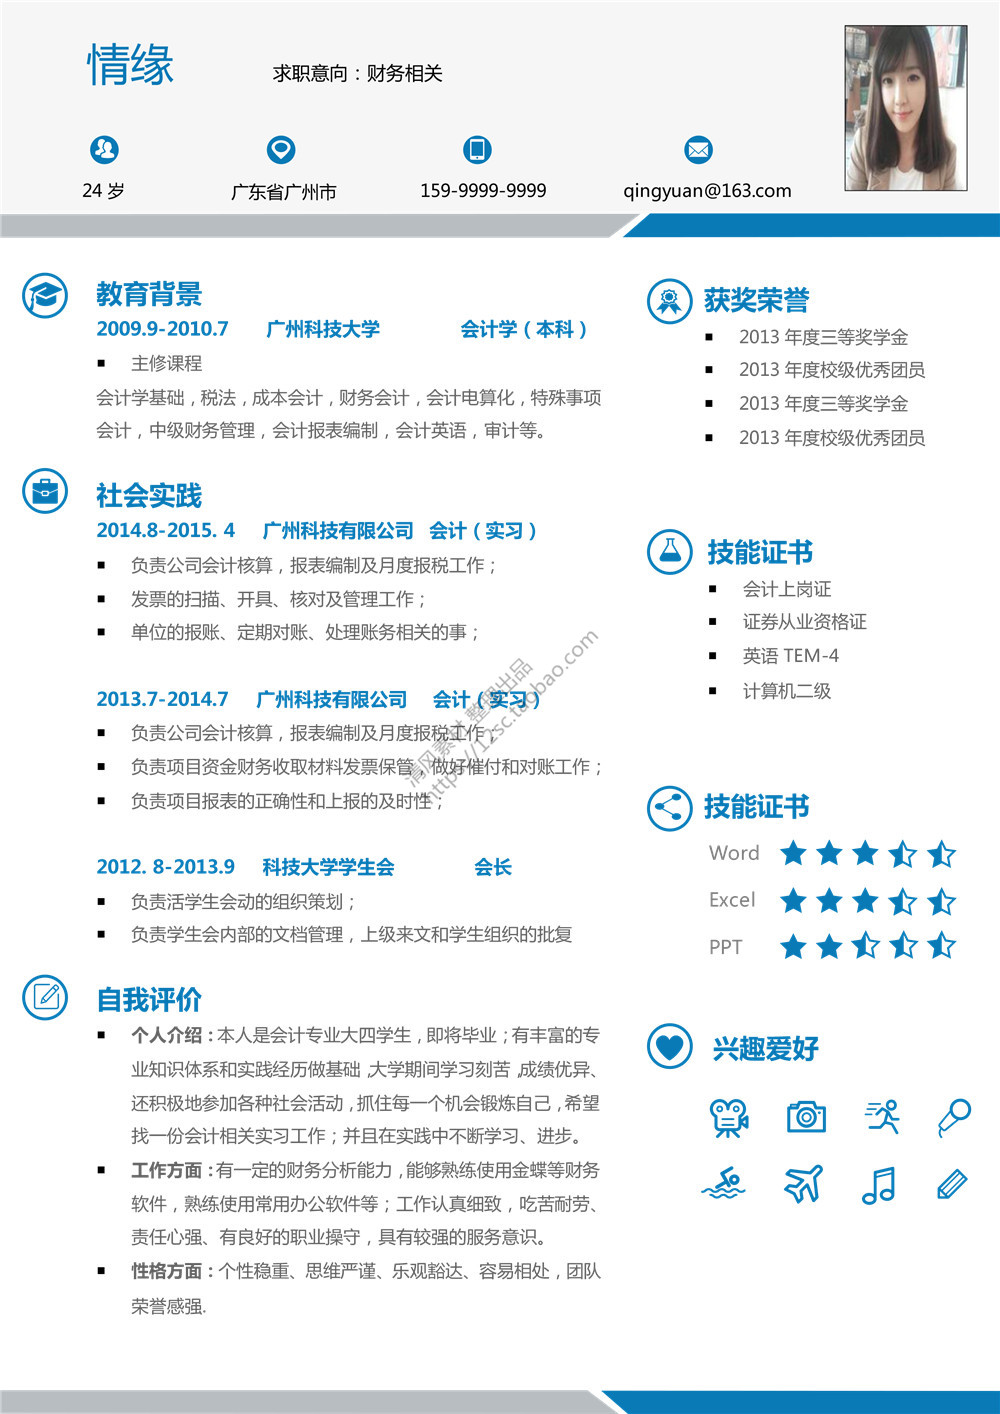 情缘
求职意向：财务相关
24 岁
广东省广州市
159-9999-9999
qingyuan@163.com
教育背景
2009.9-2010.7 广州科技大学 会计学（本科）
■ 主修课程
会计学基础，税法，成本会计，财务会计，会计电算化，特殊事项
会计，中级财务管理，会计报表编制，会计英语，审计等。
社会实践
2014.8-2015. 4 广州科技有限公司 会计（实习）
■ 负责公司会计核算，报表编制及月度报税工作；
■ 发票的扫描、开具、核对及管理工作；
■ 单位的报账、定期对账、处理账务相关的事；
2013.7-2014.7 广州科技有限公司 会计（实习）
■ 负责公司会计核算，报表编制及月度报税工作；
■ 负责项目资金财务收取材料发票保管，做好催付和对账工作；
■ 负责项目报表的正确性和上报的及时性；
2012. 8-2013.9 科技大学学生会 会长
■ 负责活学生会动的组织策划；
■ 负责学生会内部的文档管理，上级来文和学生组织的批复
自我评价
■ 个人介绍：本人是会计专业大四学生，即将毕业；有丰富的专
业知识体系和实践经历做基础，大学期间学习刻苦，成绩优异、
还积极地参加各种社会活动，抓住每一个机会锻炼自己，希望
找一份会计相关实习工作；并且在实践中不断学习、进步。
■ 工作方面：有一定的财务分析能力，能够熟练使用金蝶等财务
软件，熟练使用常用办公软件等；工作认真细致，吃苦耐劳、
责任心强、有良好的职业操守，具有较强的服务意识。
■ 性格方面：个性稳重、思维严谨、乐观豁达、容易相处，团队
荣誉感强.
获奖荣誉
■ 2013 年度三等奖学金
■ 2013 年度校级优秀团员
■ 2013 年度三等奖学金
■ 2013 年度校级优秀团员
技能证书
■ 会计上岗证
■ 证券从业资格证
■ 英语 TEM-4
■ 计算机二级
技能证书
Word
Excel
PPT
兴趣爱好
清风素材 整理出品
https://12sc.taobao.com